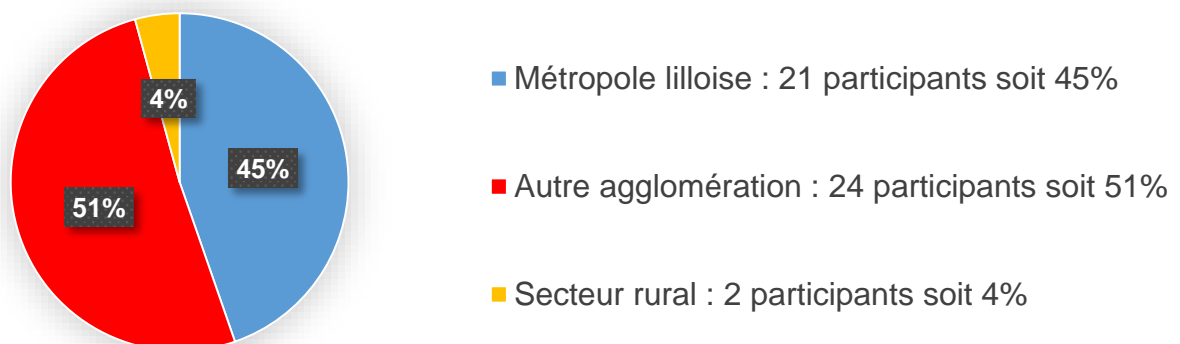 4%
45%
51%
Métropole lilloise : 21 participants soit 45%
Autre agglomération : 24 participants soit 51%
Secteur rural : 2 participants soit 4%